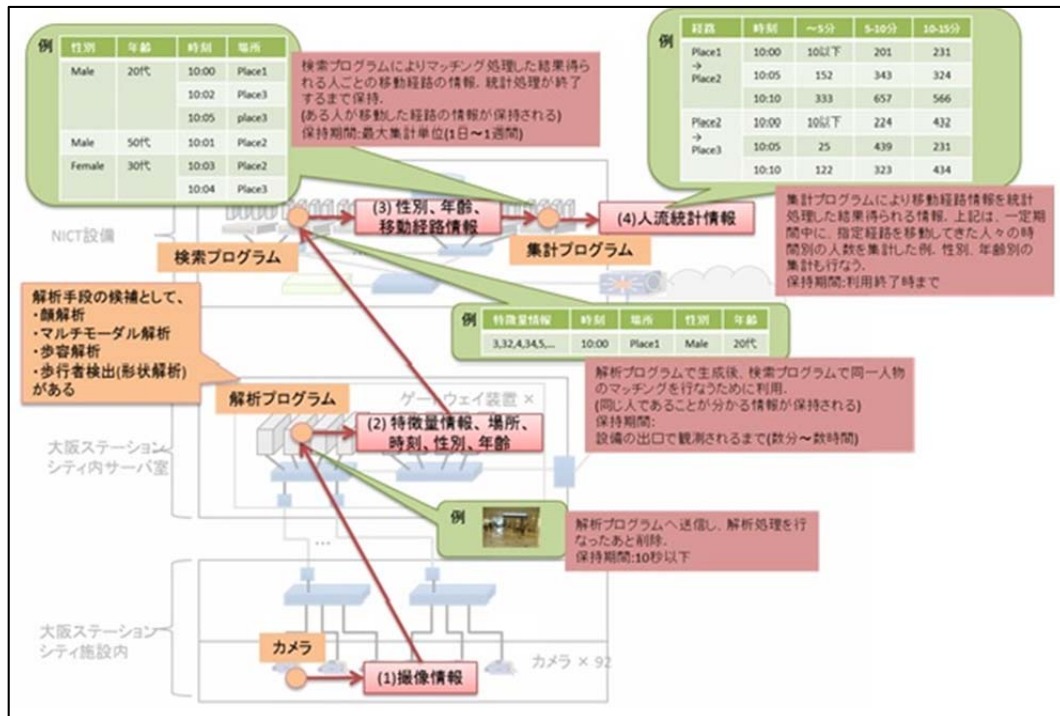 例
性別 年齢 時刻 場所
Male 20代 10:00 Place1
10:02 Place3
10:05 place3
Male 50代 10:01 Place2
Female 30代 10:03 Place2
10:04 Place3
検索プログラムによりマッチング処理した結果得ら
れる人ごとの移動経路の情報．統計処理が終了
するまで保持．
(ある人が移動した経路の情報が保持される)
保持期間:最大集計単位(1日～1週間)
例
経路 時刻 ～5分 5-10分 10-15分
Place1 10:00 10以下 201 231
→ 10:05 152 343 324
Place2
10:10 333 657 566
Place2 10:00 10以下 224 432
→ 10:05 25 439 231
Place3
10:10 122 323 434
集計プログラムにより移動経路情報を統計
処理した結果得られる情報．上記は、一定期
間中に、指定経路を移動してきた人々の時
間別の人数を集計した例．性別、年齢別の
集計も行なう．
保持期間:利用終了時まで
NICT設備
検索プログラム
(3) 性別、年齢、
移動経路情報
集計プログラム
(4)人流統計情報
解析手段の候補として、
・顔解析
・マルチモーダル解析
・歩容解析
・歩行者検出(形状解析)
がある
例
特徴量情報 時刻 場所 性別 年齢
3,32,4,34,5,... 10:00 Place1 Male 20代
解析プログラムで生成後、検索プログラムで同一人物
のマッチングを行なうために利用．
(同じ人であることが分かる情報が保持される)
保持期間:
設備の出口で観測されるまで(数分～数時間)
解析プログラム
ゲートウェイ装置 ×
(2) 特徴量情報、場所、
時刻、性別、年齢
大阪ステーション
シティ内サーバ室
例
解析プログラムへ送信し、解析処理を行
なったあと削除．
保持期間:10秒以下
...
大阪ステーション
シティ施設内
カメラ
(1)撮像情報
カメラ × 92